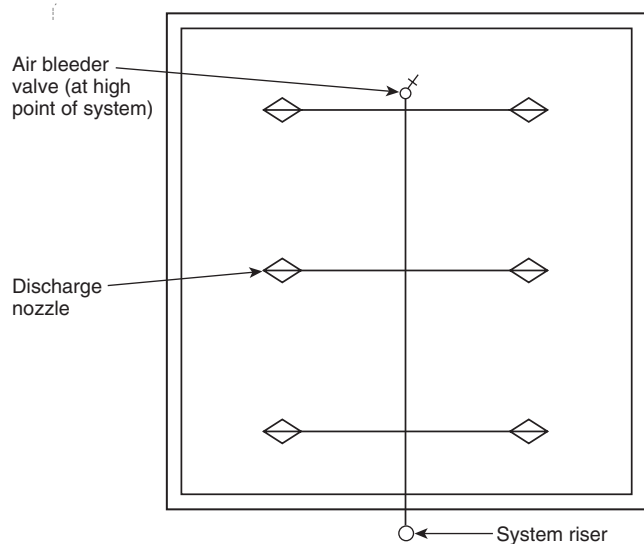 Air bleeder
valve (at high
point of system)
Discharge
nozzle
System riser